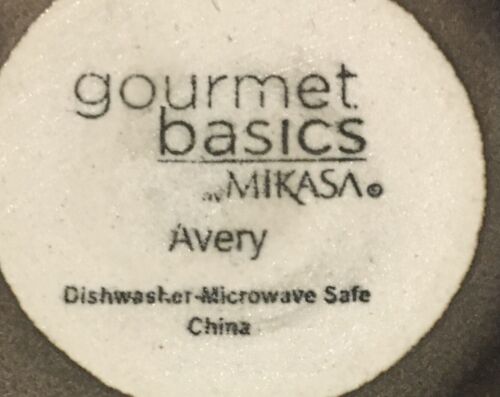 gourmet
basics
by MIKASA®
Avery
Dishwasher-Microwave Safe
China